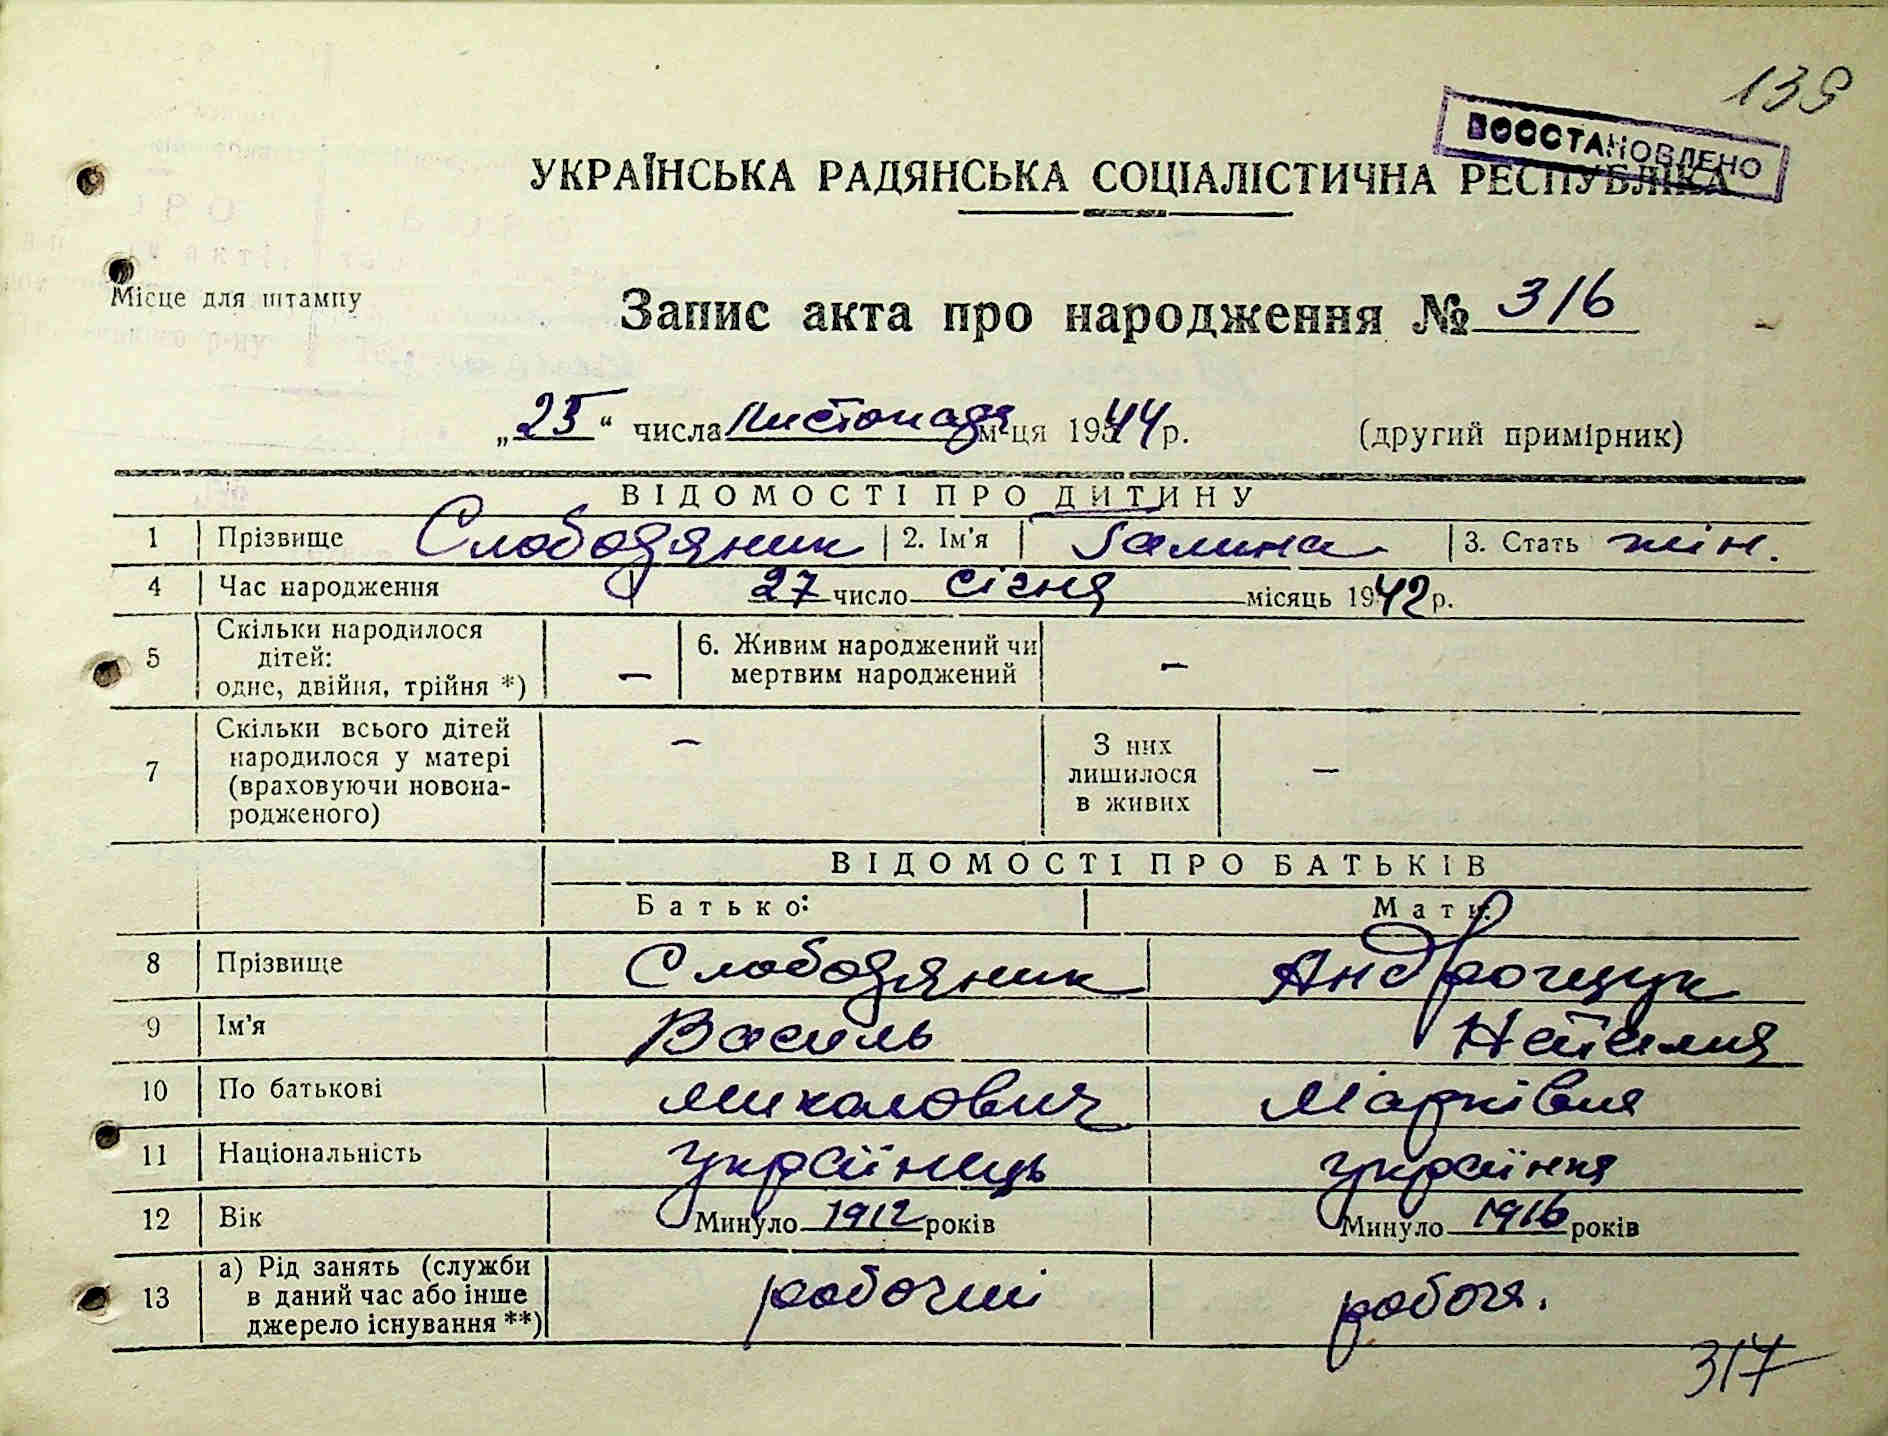 139
ВОССТАНОВЛЕНО
УКРАЇНСЬКА РАДЯНСЬКА СОЦІАЛІСТИЧНА РЕСПУБЛІКА
Місце для штампу
Запис акта про народження № 316
„25“ числа листопада м-ця 1944 р. (другий примірник)
ВІДОМОСТІ ПРО ДИТИНУ
1 Прізвище Слободяник 2. Ім'я Галина 3. Стать жін.
4 Час народження 27 число січня місяць 1942 р.
5 Скільки народилося дітей: одне, двійня, трійня *) — 6. Живим народжений чи мертвим народжений —
7 Скільки всього дітей народилося у матері (враховуючи новона-родженого) — З них лишилося в живих —
ВІДОМОСТІ ПРО БАТЬКІВ
Батько: Мати:
8 Прізвище Слободяник Андрощук
9 Ім'я Василь Наталия
10 По батькові Миколович Марківна
11 Національність українець українка
12 Вік Минуло 1912 років Минуло 1916 років
13 а) Рід занять (служби в даний час або інше джерело існування **) робочий робоча.
317